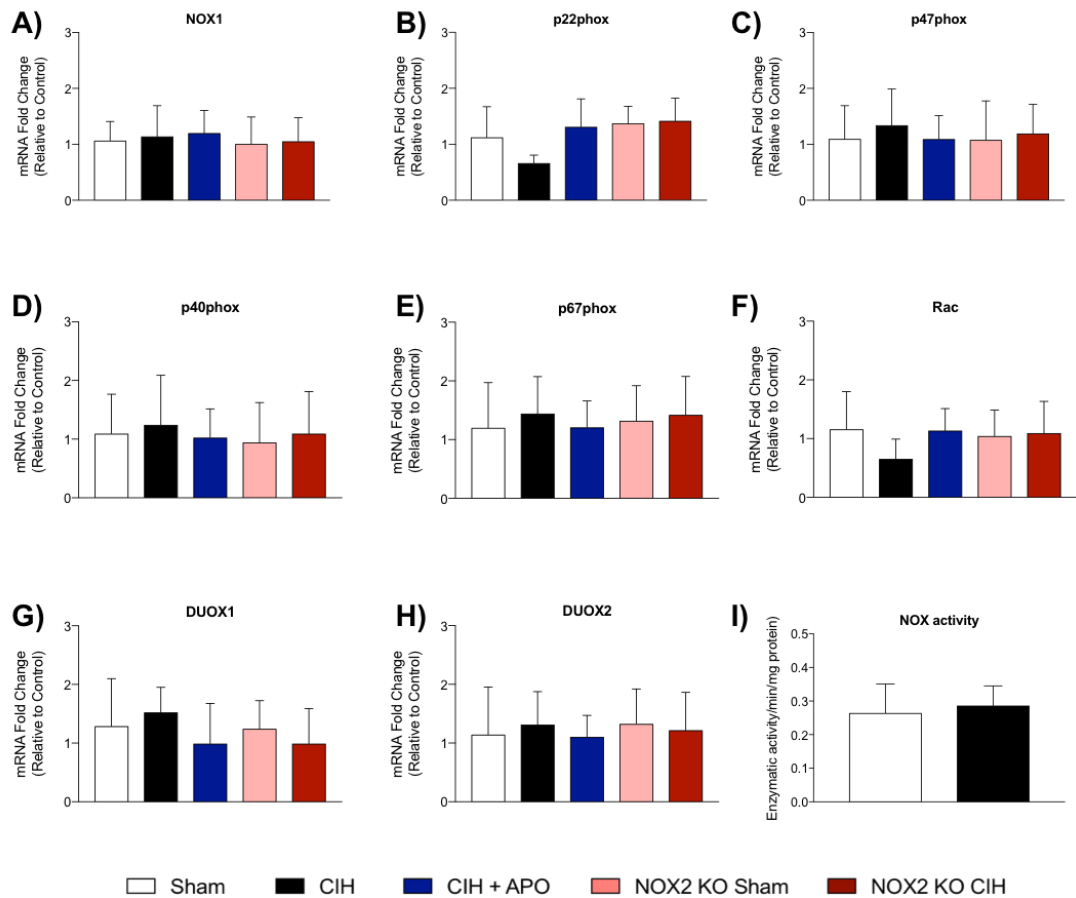 A)
NOX1
mRNA Fold Change
(Relative to Control)
3
2
1
0
B)
p22phox
mRNA Fold Change
(Relative to Control)
3
2
1
0
C)
p47phox
mRNA Fold Change
(Relative to Control)
3
2
1
0
D)
p40phox
mRNA Fold Change
(Relative to Control)
3
2
1
0
E)
p67phox
mRNA Fold Change
(Relative to Control)
3
2
1
0
F)
Rac
mRNA Fold Change
(Relative to Control)
3
2
1
0
G)
DUOX1
mRNA Fold Change
(Relative to Control)
3
2
1
0
H)
DUOX2
mRNA Fold Change
(Relative to Control)
3
2
1
0
I)
NOX activity
Enzymatic activity/min/mg protein)
0.5
0.4
0.3
0.2
0.1
0.0
Sham CIH CIH + APO NOX2 KO Sham NOX2 KO CIH